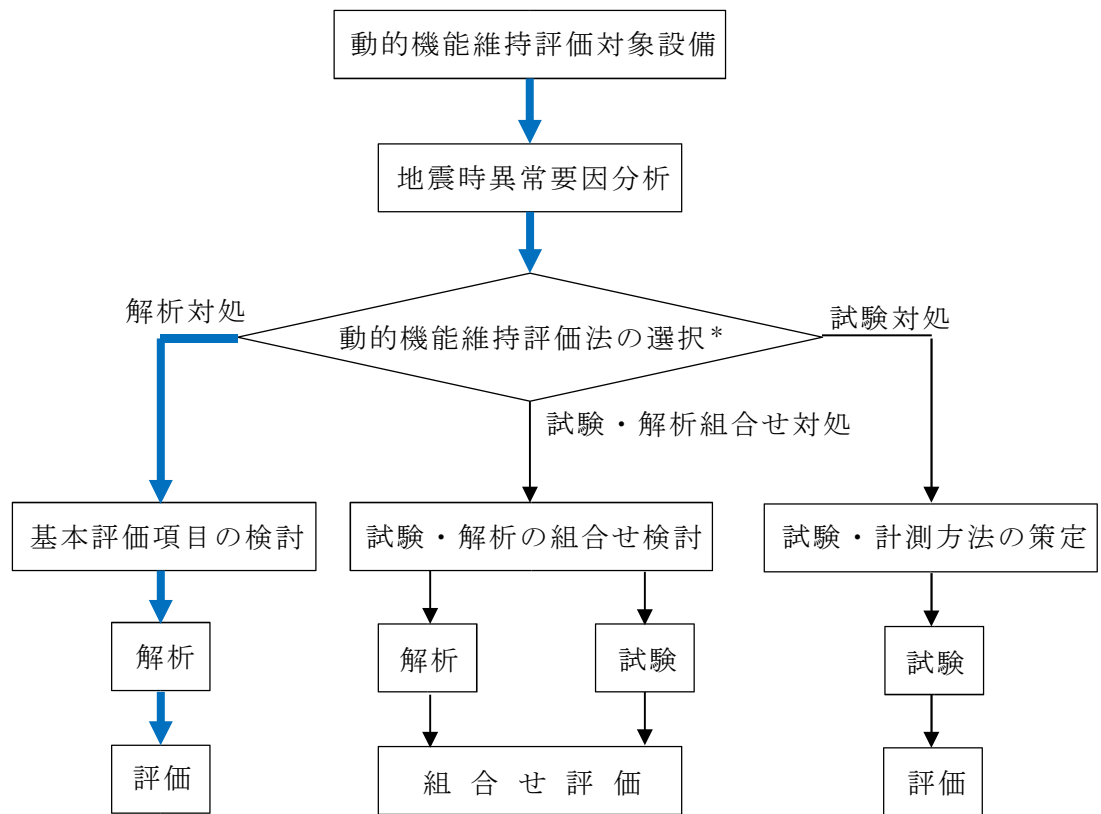 動的機能維持評価対象設備
地震時異常要因分析
解析対処
動的機能維持評価法の選択*
試験対処
試験・解析組合せ対処
基本評価項目の検討
試験・解析の組合せ検討
試験・計測方法の策定
解析
解析
試験
試験
評価
組合せ評価
評価